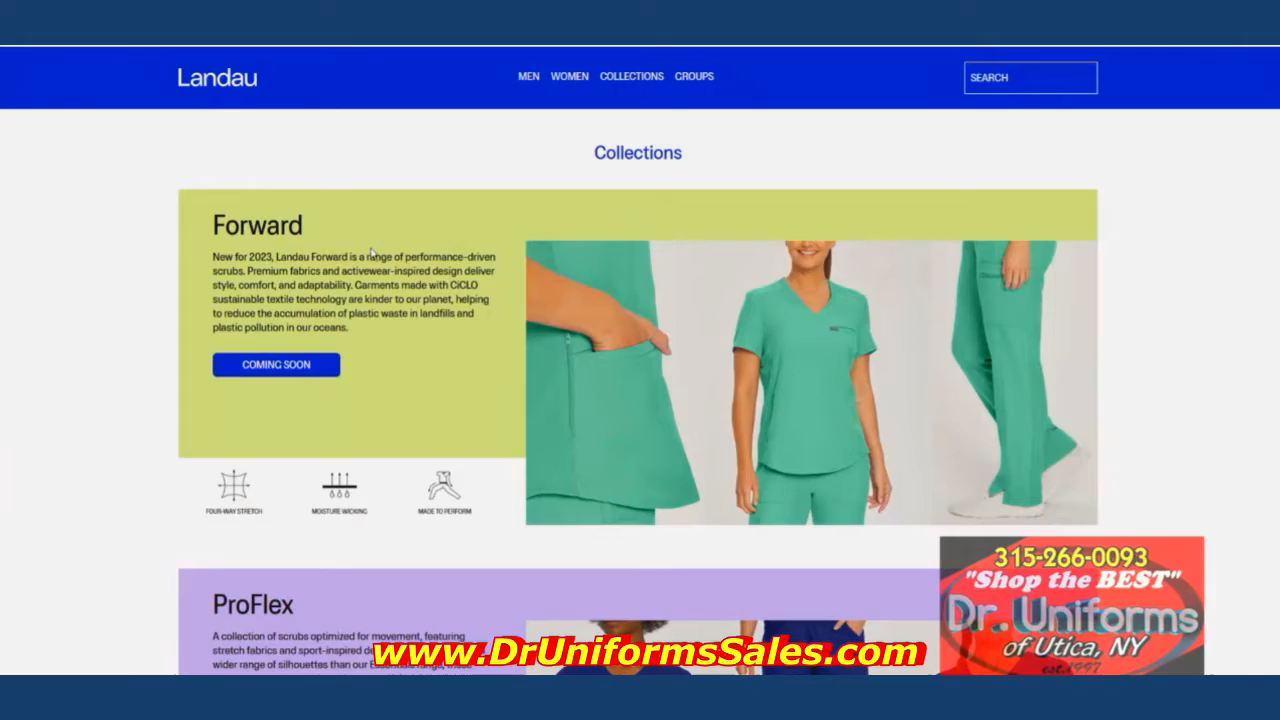 Landau
MEN WOMEN COLLECTIONS GROUPS
SEARCH
Collections
Forward
New for 2023, Landau Forward is a range of performance-driven
scrubs. Premium fabrics and activewear-inspired design deliver
style, comfort, and adaptability. Garments made with CiCLO
sustainable textile technology are kinder to our planet, helping
to reduce the accumulation of plastic waste in landfills and
plastic pollution in our oceans.
COMING SOON
FOUR-WAY STRETCH
MOISTURE WICKING
MADE TO PERFORM
ProFlex
A collection of scrubs optimized for movement, featuring
stretch fabrics and sport-inspired
wider range of silhouettes than our
www.DrUniformsSales.com
315-266-0093
"Shop the BEST"
Dr. Uniforms
of Utica, NY
est.1997